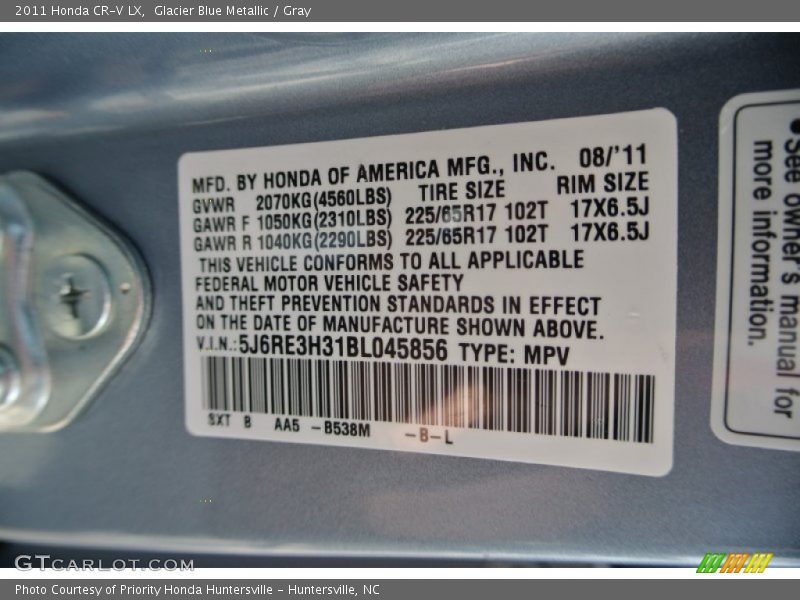 2011 Honda CR-V LX,  Glacier Blue Metallic / Gray
MFD. BY HONDA OF AMERICA MFG., INC. 08/'11
GVWR 2070KG(4560LBS) TIRE SIZE RIM SIZE
GAWR F 1050KG(2310LBS) 225/65R17 102T 17X6.5J
GAWR R 1040KG(2290LBS) 225/65R17 102T 17X6.5J
THIS VEHICLE CONFORMS TO ALL APPLICABLE
FEDERAL MOTOR VEHICLE SAFETY
AND THEFT PREVENTION STANDARDS IN EFFECT
ON THE DATE OF MANUFACTURE SHOWN ABOVE.
V.I.N.:5J6RE3H31BL045856 TYPE: MPV
SXT B AA5 -B538M -B-L
•See owner's manual for
more information.
GTCARLOT.COM
Photo Courtesy of Priority Honda Huntersville - Huntersville, NC